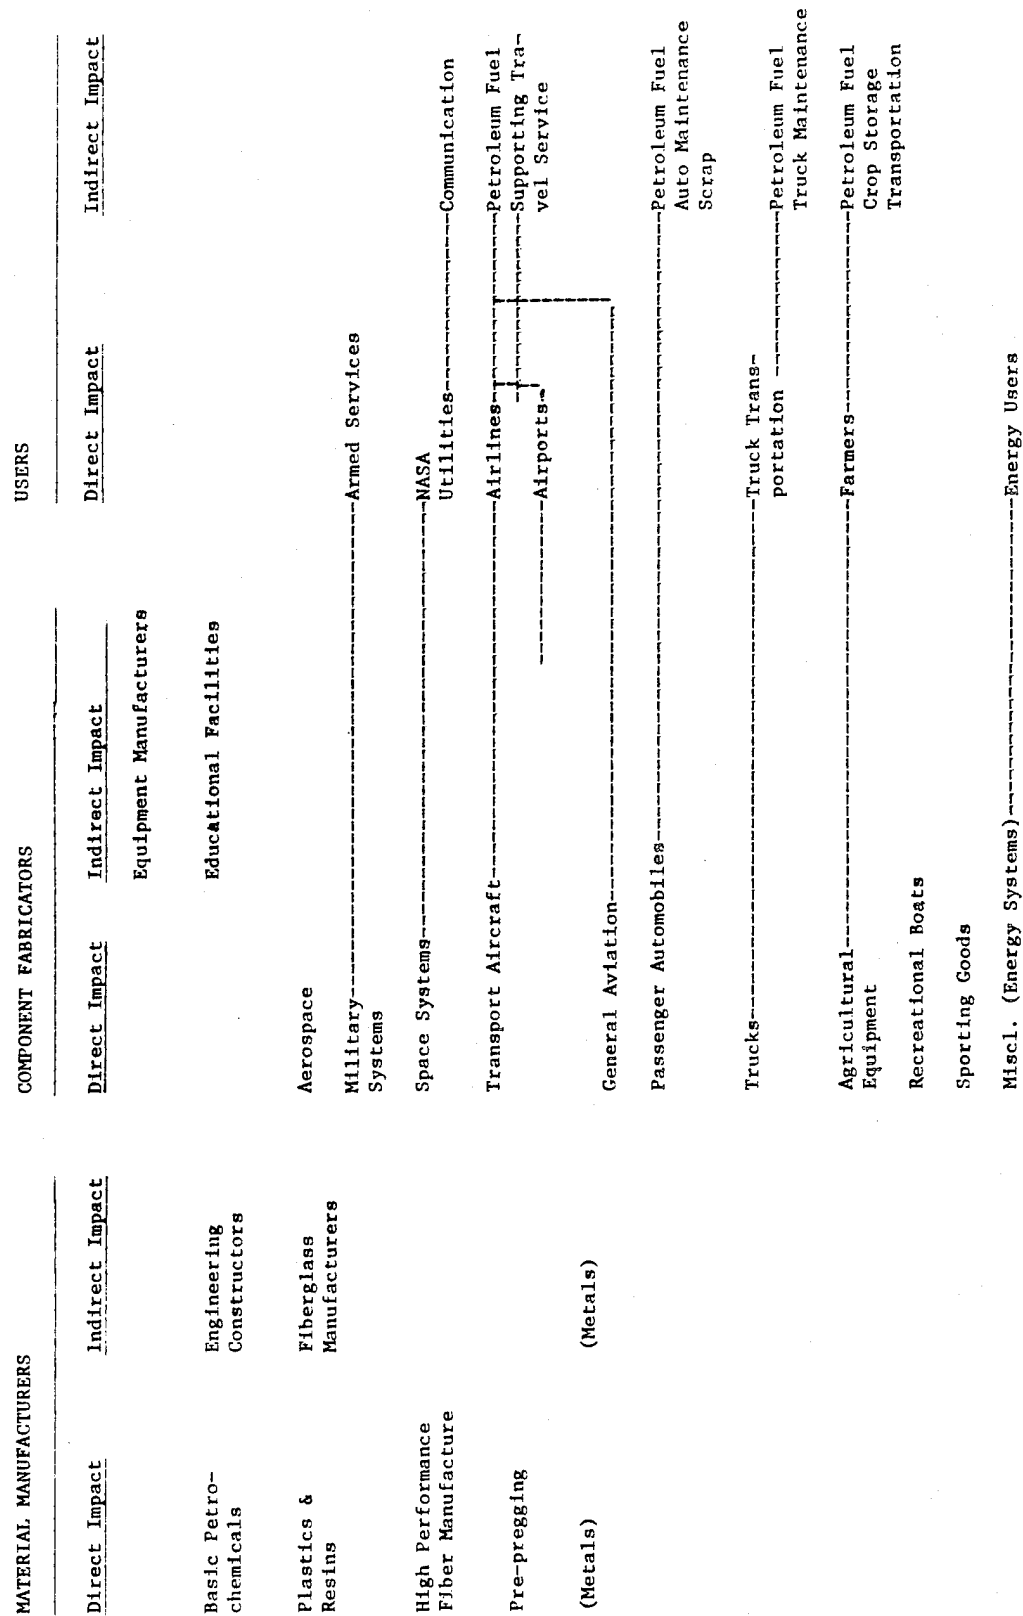 MATERIAL MANUFACTURERS
Direct Impact
Basic Petro-
chemicals
Plastics &
Resins
High Performance
Fiber Manufacture
Pre-pregging
(Metals)
Indirect Impact
Engineering
Constructors
Fiberglass
Manufacturers
(Metals)
COMPONENT FABRICATORS
Direct Impact
Aerospace
Military
Systems
Space Systems
Transport Aircraft
General Aviation
Passenger Automobiles
Trucks
Agricultural
Equipment
Recreational Boats
Sporting Goods
Miscl. (Energy Systems)
Indirect Impact
Equipment Manufacturers
Educational Facilities
USERS
Direct Impact
Armed Services
NASA
Utilities
Airlines
Airports
Truck Trans-
portation
Farmers
Energy Users
Indirect Impact
Communication
Petroleum Fuel
Supporting Tra-
vel Service
Petroleum Fuel
Auto Maintenance
Scrap
Petroleum Fuel
Truck Maintenance
Petroleum Fuel
Crop Storage
Transportation